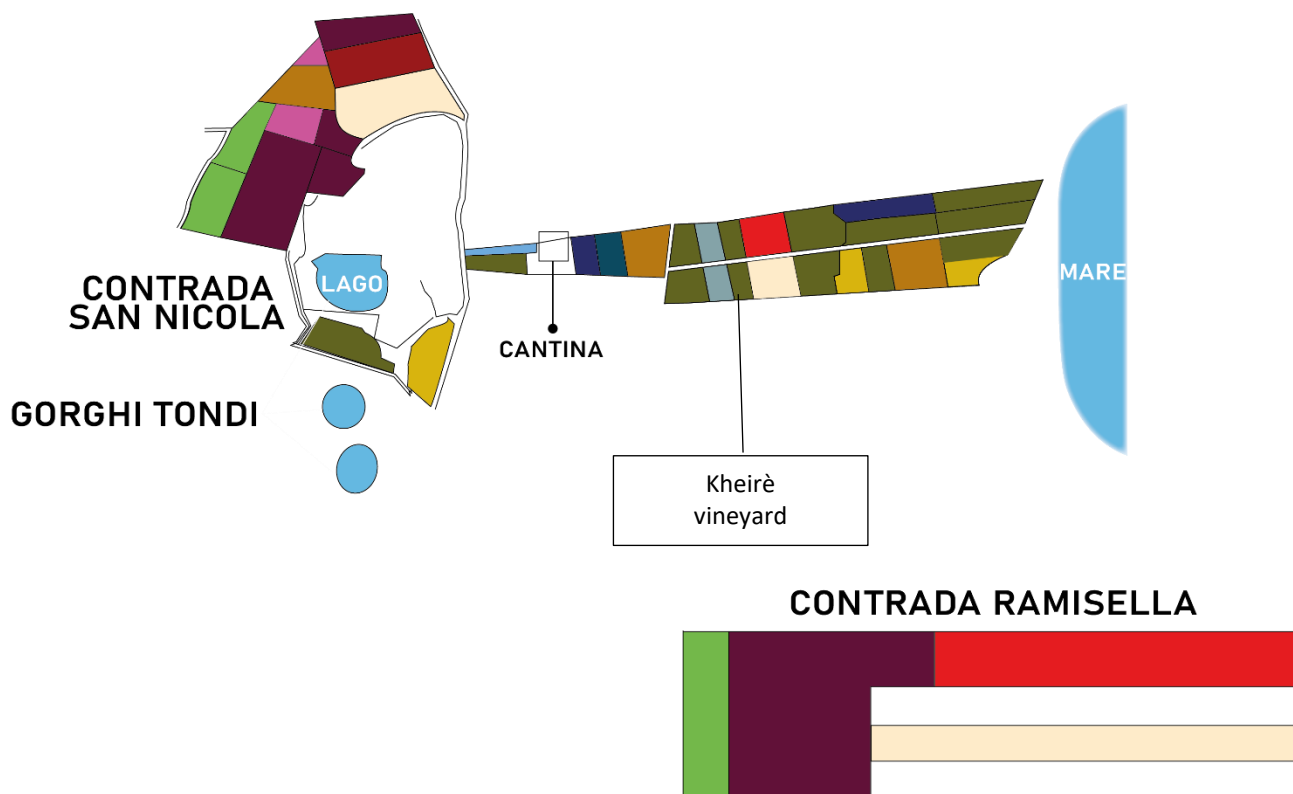 LAGO
MARE
CONTRADA
SAN NICOLA
CANTINA
GORGHI TONDI
Kheirè
vineyard
CONTRADA RAMISELLA